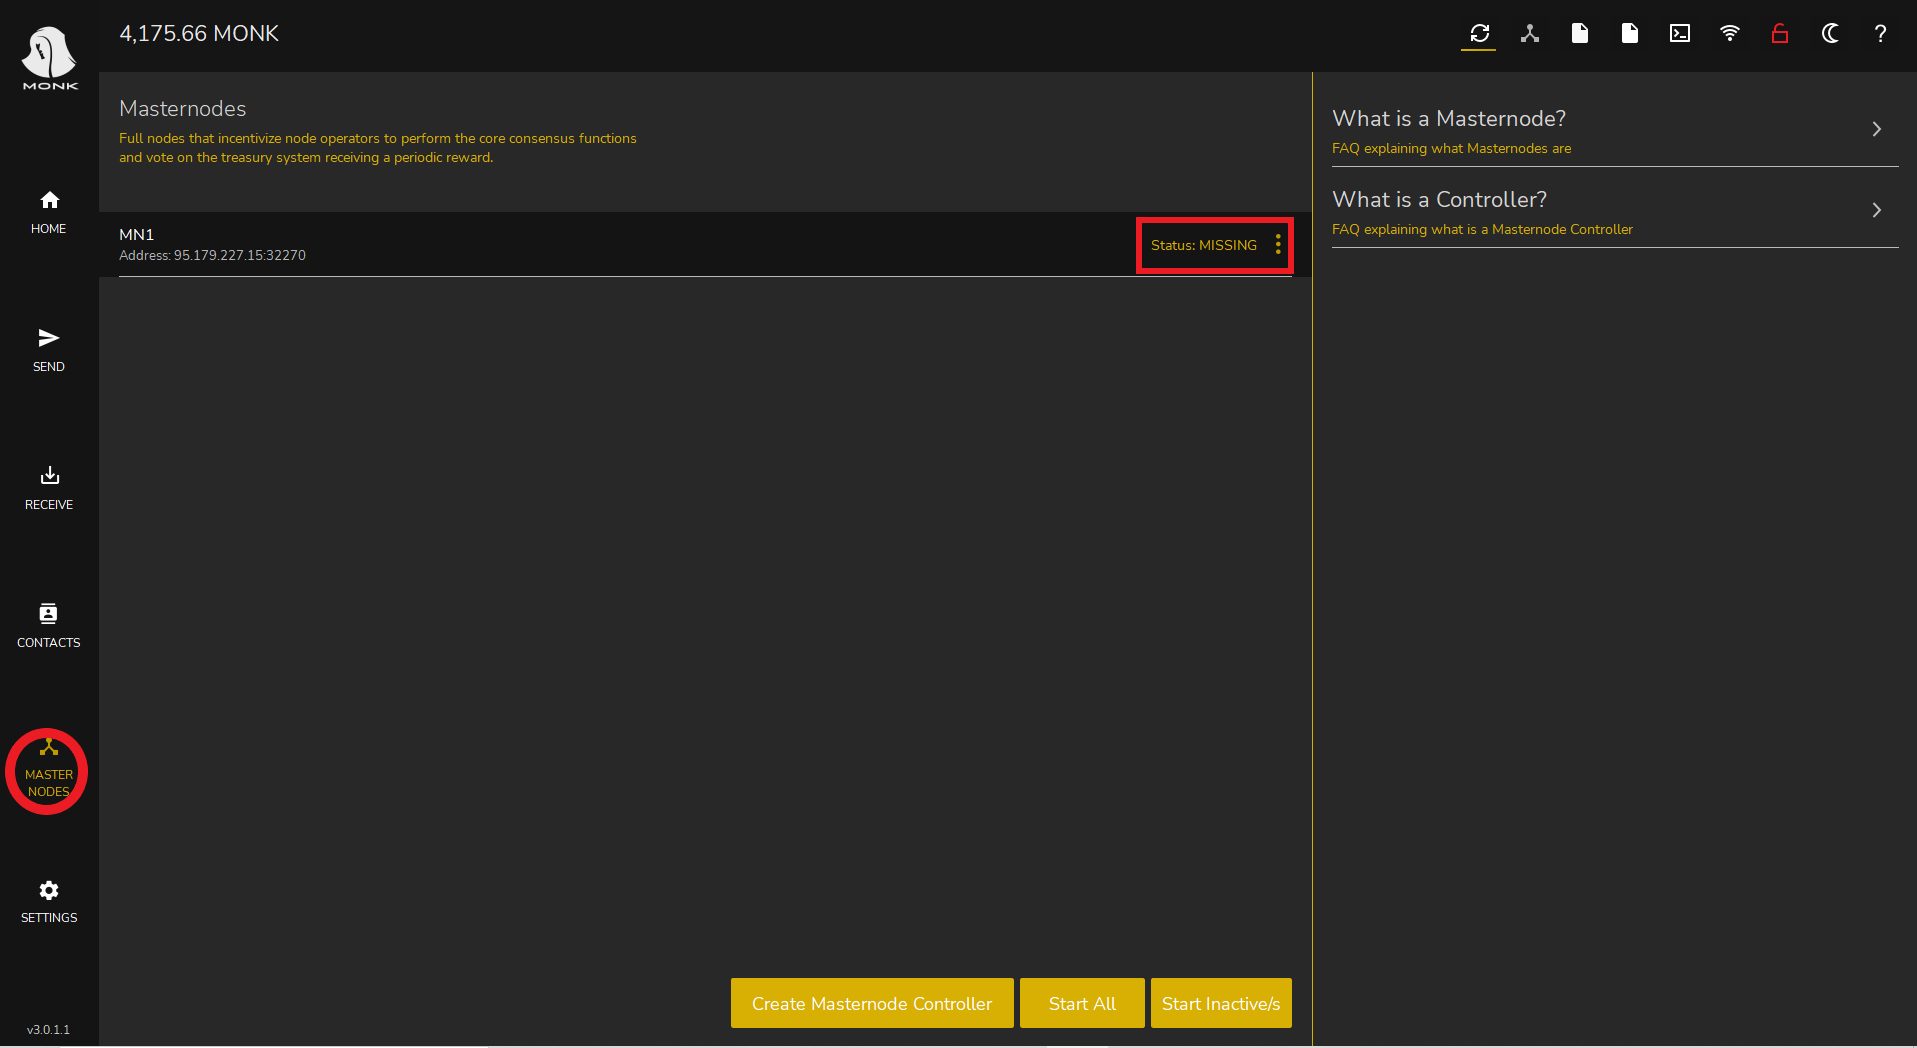 4,175.66 MONK
MONK
HOME
SEND
RECEIVE
CONTACTS
MASTER
NODES
SETTINGS
v3.0.1.1
Masternodes
Full nodes that incentivize node operators to perform the core consensus functions
and vote on the treasury system receiving a periodic reward.
MN1
Address: 95.179.227.15:32270
Status: MISSING
Create Masternode Controller
Start All
Start Inactive/s
What is a Masternode?
FAQ explaining what Masternodes are
What is a Controller?
FAQ explaining what is a Masternode Controller